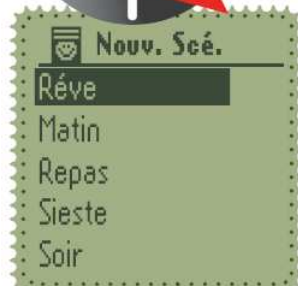 Nouv. Scé.
Réve
Matin
Repas
Sieste
Soir